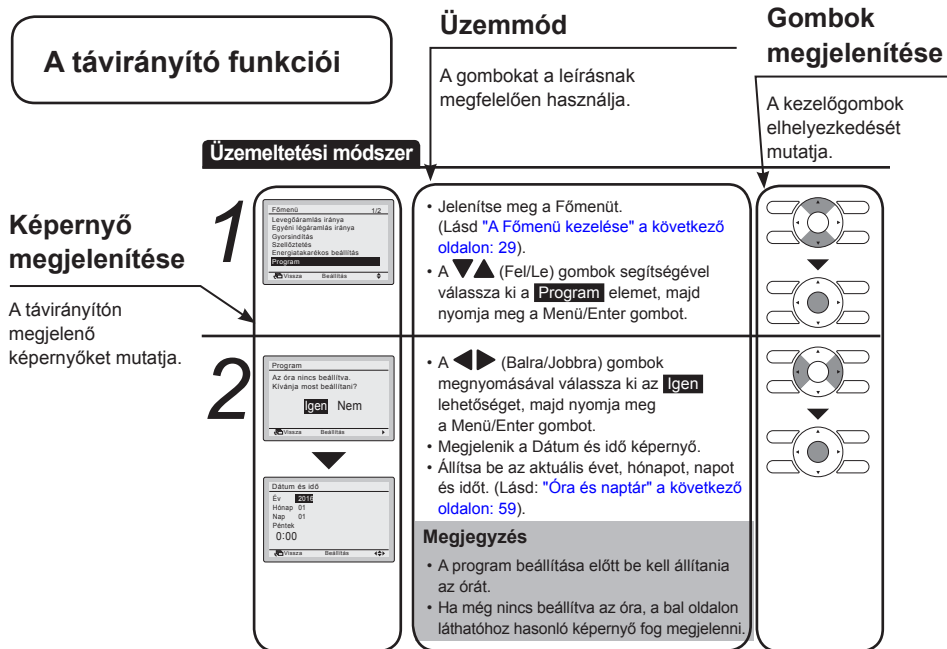 A távirányító funkciói
Üzemmód
A gombokat a leírásnak
megfelelően használja.
Gombok
megjelenítése
A kezelőgombok
elhelyezkedését
mutatja.
Üzemeltetési módszer
Képernyő
megjelenítése
A távirányítón
megjelenő
képernyőket mutatja.
1
Főmenü 1/2
Levegőáramlás iránya
Egyéni légáramlás iránya
Gyorsindítás
Szellőztetés
Energiatakarékos beállítás
Program
Vissza Beállítás
• Jelenítse meg a Főmenüt.
(Lásd "A Főmenü kezelése" a következő
oldalon: 29).
• A ▼▲ (Fel/Le) gombok segítségével
válassza ki a Program elemet, majd
nyomja meg a Menü/Enter gombot.
2
Program
Az óra nincs beállítva.
Kívánja most beállítani?
Igen Nem
Vissza Beállítás
Dátum és idő
Év 2016
Hónap 01
Nap 01
Péntek
0:00
Vissza Beállítás
• A ◀▶ (Balra/Jobbra) gombok
megnyomásával válassza ki az Igen
lehetőséget, majd nyomja meg
a Menü/Enter gombot.
• Megjelenik a Dátum és idő képernyő.
• Állítsa be az aktuális évet, hónapot, napot
és időt. (Lásd: "Óra és naptár" a következő
oldalon: 59).
Megjegyzés
• A program beállítása előtt be kell állítania
az órát.
• Ha még nincs beállítva az óra, a bal oldalon
láthatóhoz hasonló képernyő fog megjelenni.